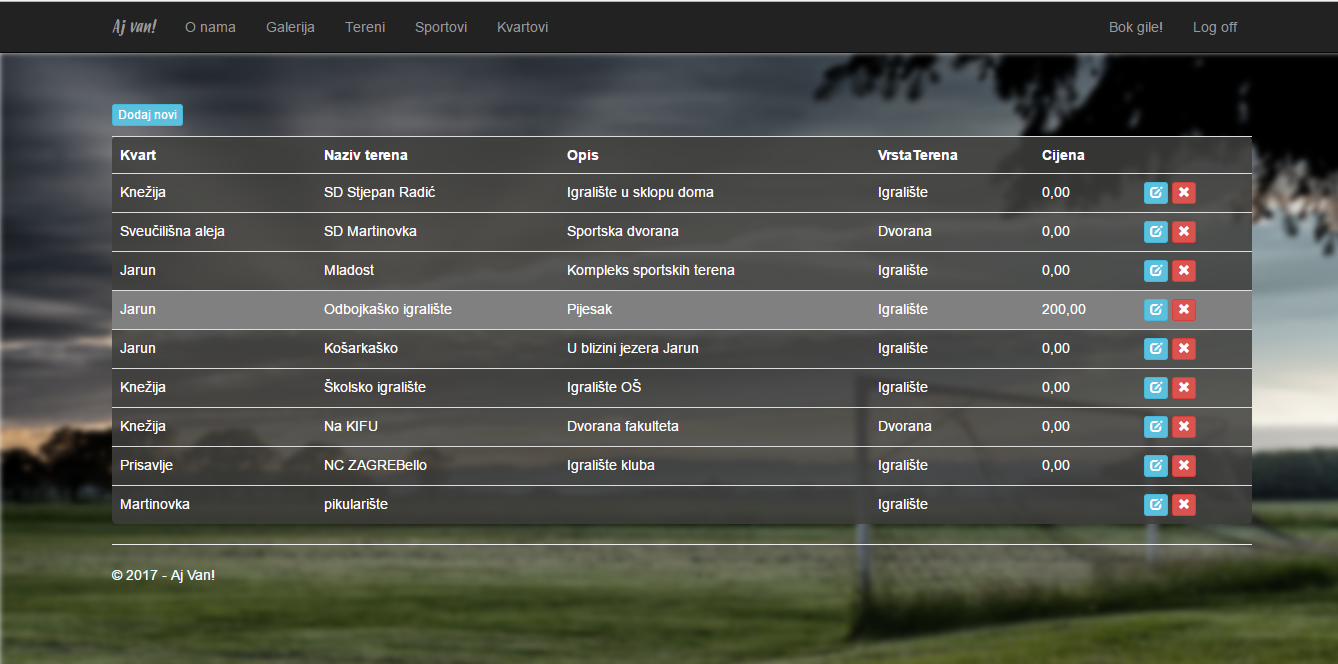 Aj van! O nama Galerija Tereni Sportovi Kvartovi Bok gile! Log off
Dodaj novi
Kvart Naziv terena Opis VrstaTerena Cijena
Knežija SD Stjepan Radić Igralište u sklopu doma Igralište 0,00
Sveučilišna aleja SD Martinovka Sportska dvorana Dvorana 0,00
Jarun Mladost Kompleks sportskih terena Igralište 0,00
Jarun Odbojkaško igralište Pijesak Igralište 200,00
Jarun Košarkaško U blizini jezera Jarun Igralište 0,00
Knežija Školsko igralište Igralište OŠ Igralište 0,00
Knežija Na KIFU Dvorana fakulteta Dvorana 0,00
Prisavlje NC ZAGREBello Igralište kluba Igralište 0,00
Martinovka pikularište Igralište
© 2017 - Aj Van!